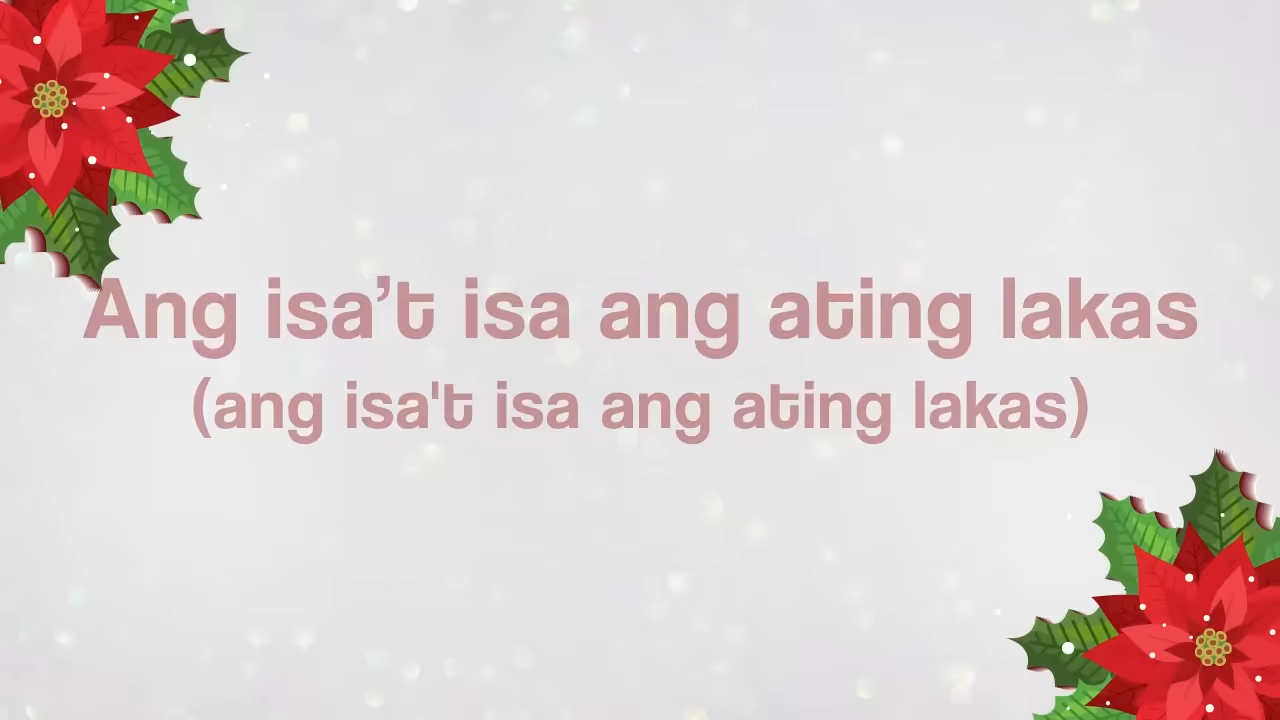 Ang isa’t isa ang ating lakas
(ang isa't isa ang ating lakas)